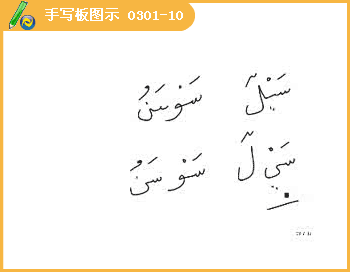 手写板图示 0301-10
سَيْلٌ سَوْسَنُ
سَيْ لٌ سَوْ سَنُ